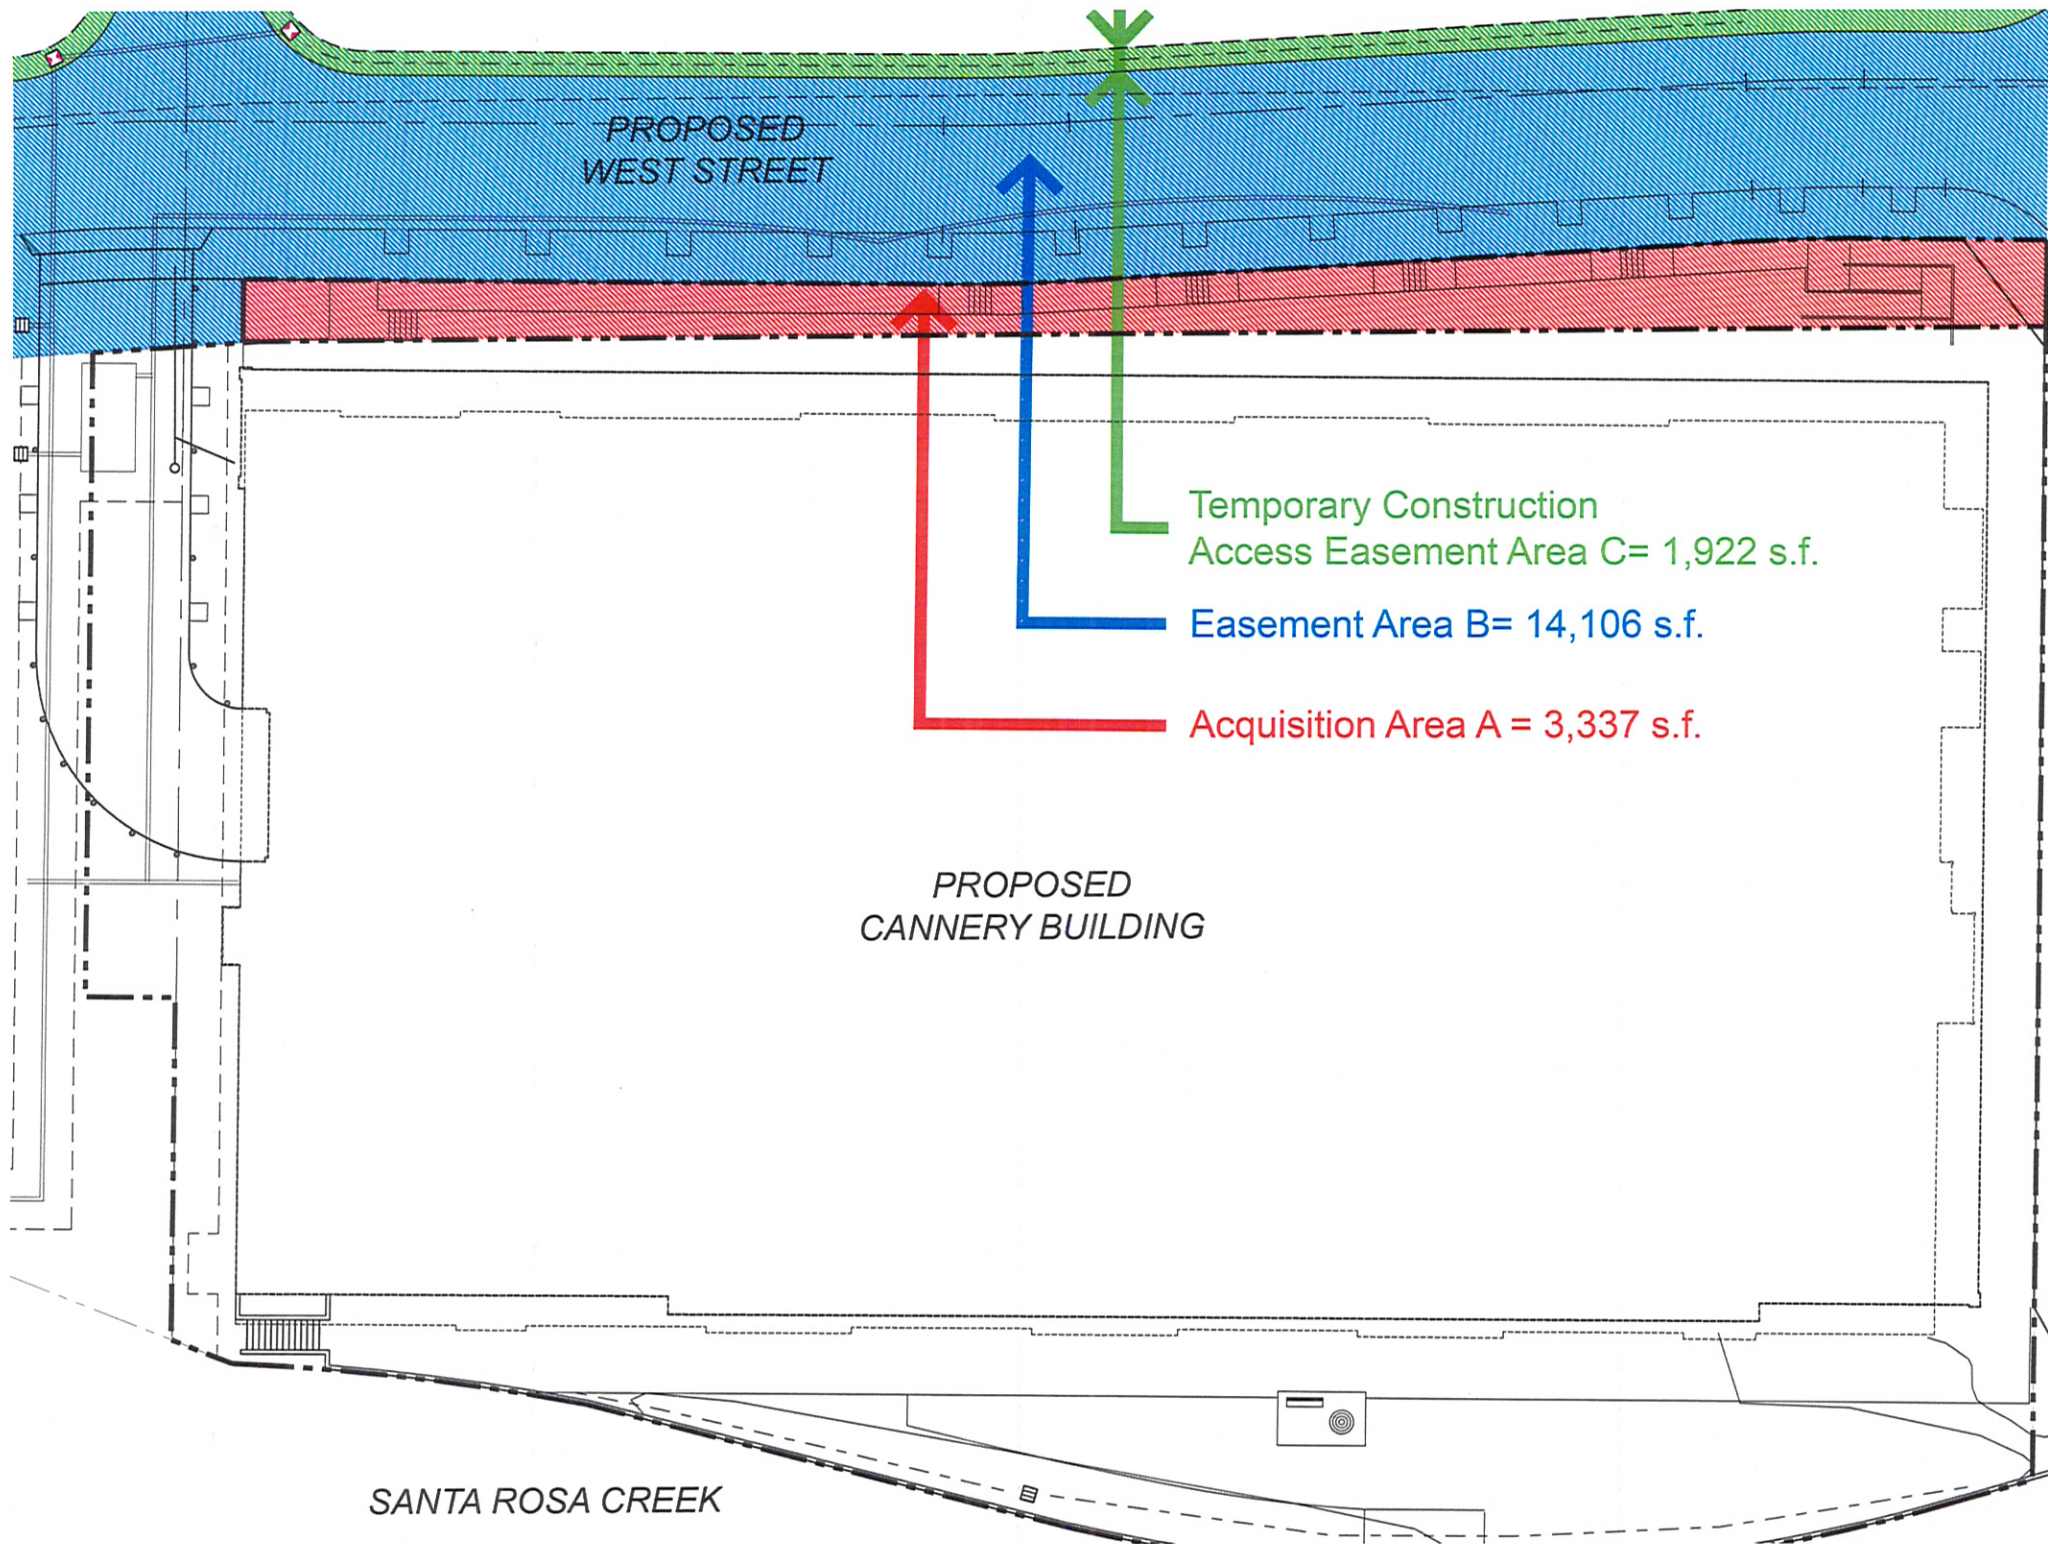 PROPOSED
WEST STREET
Temporary Construction
Access Easement Area C= 1,922 s.f.
Easement Area B= 14,106 s.f.
Acquisition Area A = 3,337 s.f.
PROPOSED
CANNERY BUILDING
SANTA ROSA CREEK